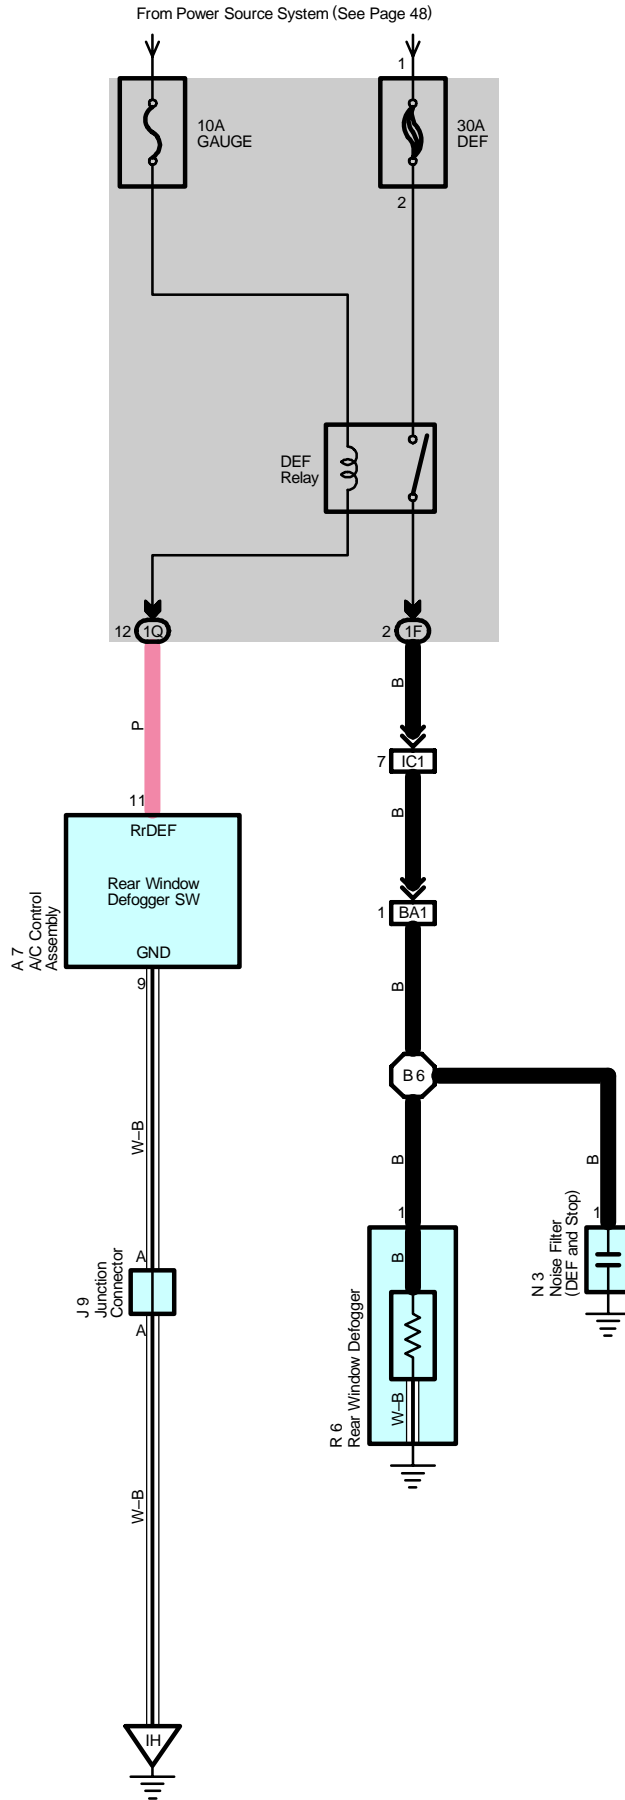 From Power Source System (See Page 48)
1
10A
GAUGE
30A
DEF
2
DEF
Relay
12
1Q
2
1F
B
P
7
IC1
11
B
RrDEF
Rear Window
Defogger SW
A 7
A/C Control
Assembly
1
BA1
GND
9
B
B 6
W–B
B
B
1
1
N 3
Noise Filter
(DEF and Stop)
A
J 9
Junction
Connector
A
B
R 6
Rear Window Defogger
W–B
W–B
IH